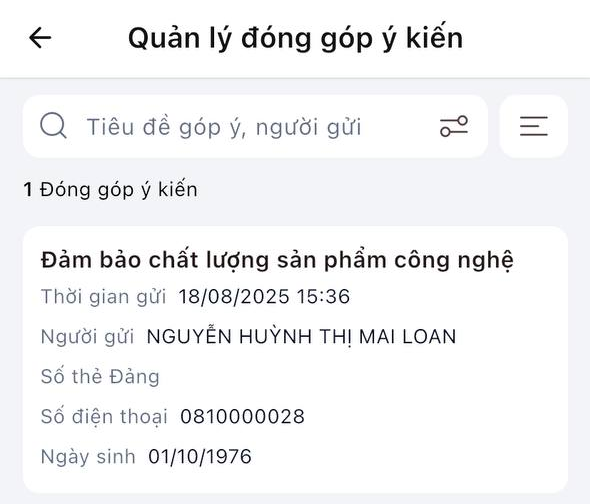 Quản lý đóng góp ý kiến
Tiêu đề góp ý, người gửi
1 Đóng góp ý kiến
Đảm bảo chất lượng sản phẩm công nghệ
Thời gian gửi 18/08/2025 15:36
Người gửi NGUYỄN HUỲNH THỊ MAI LOAN
Số thẻ Đảng
Số điện thoại 0810000028
Ngày sinh 01/10/1976